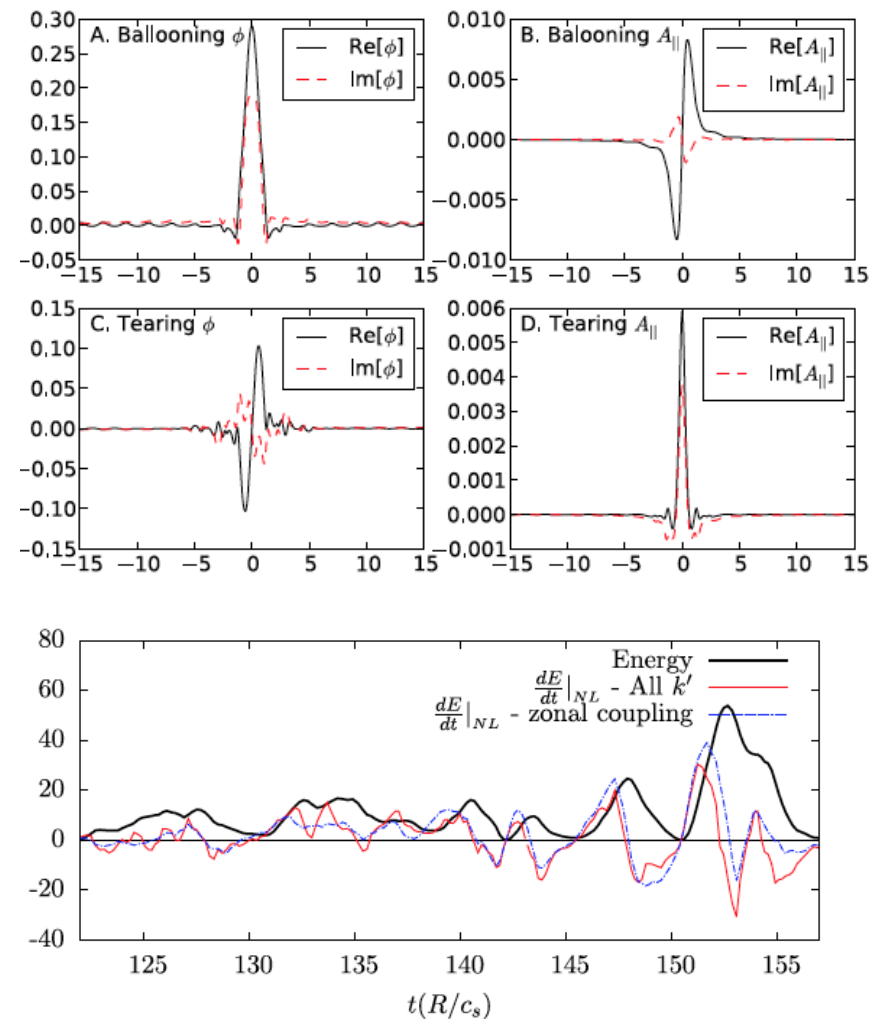 A. Ballooning ϕ
Re[ϕ]
Im[ϕ]
0.30
0.25
0.20
0.15
0.10
0.05
0.00
−0.05
−15 −10 −5 0 5 10 15
B. Balooning A∥
Re[A∥]
Im[A∥]
0.010
0.005
0.000
−0.005
−0.010
−15 −10 −5 0 5 10 15
C. Tearing ϕ
Re[ϕ]
Im[ϕ]
0.15
0.10
0.05
0.00
−0.05
−0.10
−0.15
−15 −10 −5 0 5 10 15
D. Tearing A∥
Re[A∥]
Im[A∥]
0.006
0.005
0.004
0.003
0.002
0.001
0.000
−0.001
−15 −10 −5 0 5 10 15
80
60
40
20
0
-20
-40
Energy
dE/dt|NL - All k′
dE/dt|NL - zonal coupling
125 130 135 140 145 150 155
t(R/cs)